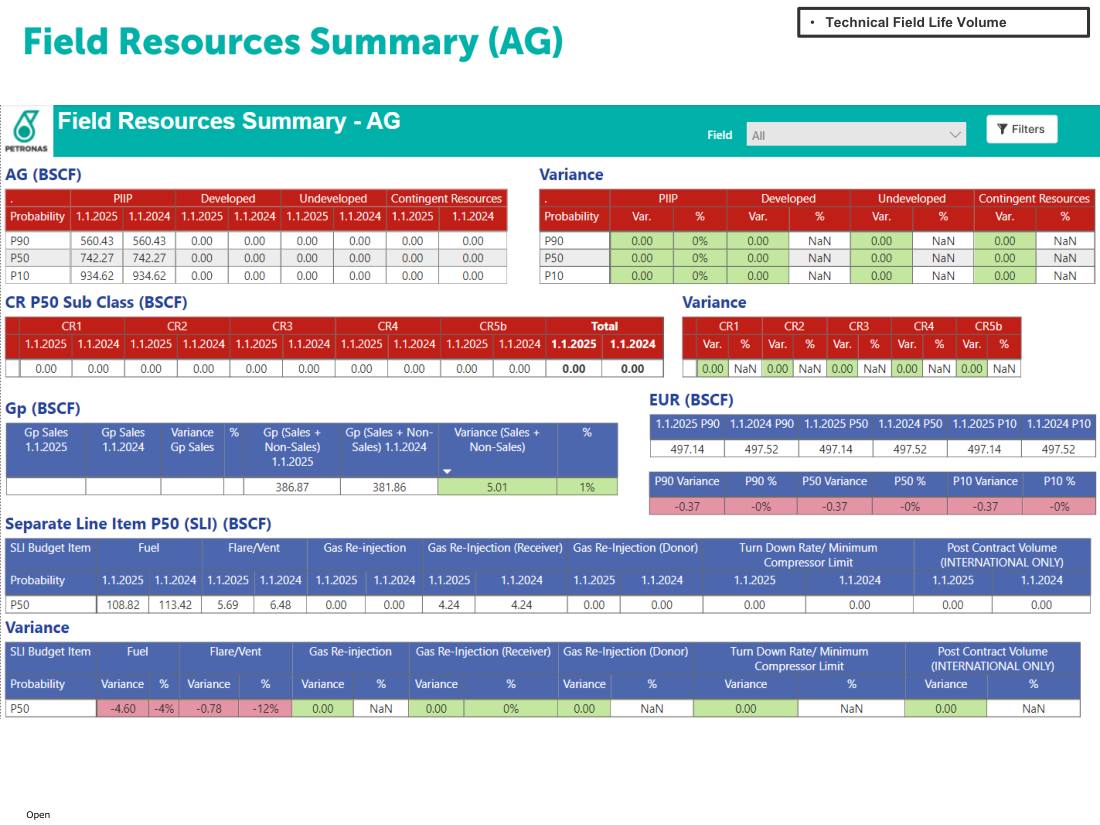 • Technical Field Life Volume
Field Resources Summary (AG)
PETRONAS
Field Resources Summary - AG
Field All Filters
AG (BSCF)
. PIIP Developed Undeveloped Contingent Resources
Probability 1.1.2025 1.1.2024 1.1.2025 1.1.2024 1.1.2025 1.1.2024 1.1.2025 1.1.2024
P90 560.43 560.43 0.00 0.00 0.00 0.00 0.00 0.00
P50 742.27 742.27 0.00 0.00 0.00 0.00 0.00 0.00
P10 934.62 934.62 0.00 0.00 0.00 0.00 0.00 0.00
Variance
. PIIP Developed Undeveloped Contingent Resources
Probability Var. % Var. % Var. % Var. %
P90 0.00 0% 0.00 NaN 0.00 NaN 0.00 NaN
P50 0.00 0% 0.00 NaN 0.00 NaN 0.00 NaN
P10 0.00 0% 0.00 NaN 0.00 NaN 0.00 NaN
CR P50 Sub Class (BSCF)
CR1 CR2 CR3 CR4 CR5b Total
1.1.2025 1.1.2024 1.1.2025 1.1.2024 1.1.2025 1.1.2024 1.1.2025 1.1.2024 1.1.2025 1.1.2024 1.1.2025 1.1.2024
0.00 0.00 0.00 0.00 0.00 0.00 0.00 0.00 0.00 0.00 0.00 0.00
Variance
CR1 CR2 CR3 CR4 CR5b
Var. % Var. % Var. % Var. % Var. %
0.00 NaN 0.00 NaN 0.00 NaN 0.00 NaN 0.00 NaN
Gp (BSCF)
Gp Sales Gp Sales Variance % Gp (Sales + Gp (Sales + Non- Variance (Sales + %
1.1.2025 1.1.2024 Gp Sales Non-Sales) Sales) 1.1.2024 Non-Sales)
1.1.2025
386.87 381.86 5.01 1%
EUR (BSCF)
1.1.2025 P90 1.1.2024 P90 1.1.2025 P50 1.1.2024 P50 1.1.2025 P10 1.1.2024 P10
497.14 497.52 497.14 497.52 497.14 497.52
P90 Variance P90 % P50 Variance P50 % P10 Variance P10 %
-0.37 -0% -0.37 -0% -0.37 -0%
Separate Line Item P50 (SLI) (BSCF)
SLI Budget Item Fuel Flare/Vent Gas Re-injection Gas Re-Injection (Receiver) Gas Re-Injection (Donor) Turn Down Rate/ Minimum Post Contract Volume
Compressor Limit (INTERNATIONAL ONLY)
Probability 1.1.2025 1.1.2024 1.1.2025 1.1.2024 1.1.2025 1.1.2024 1.1.2025 1.1.2024 1.1.2025 1.1.2024 1.1.2025 1.1.2024 1.1.2025 1.1.2024
P50 108.82 113.42 5.69 6.48 0.00 0.00 4.24 4.24 0.00 0.00 0.00 0.00 0.00 0.00
Variance
SLI Budget Item Fuel Flare/Vent Gas Re-injection Gas Re-Injection (Receiver) Gas Re-Injection (Donor) Turn Down Rate/ Minimum Post Contract Volume
Compressor Limit (INTERNATIONAL ONLY)
Probability Variance % Variance % Variance % Variance % Variance % Variance % Variance %
P50 -4.60 -4% -0.78 -12% 0.00 NaN 0.00 0% 0.00 NaN 0.00 NaN 0.00 NaN
Open